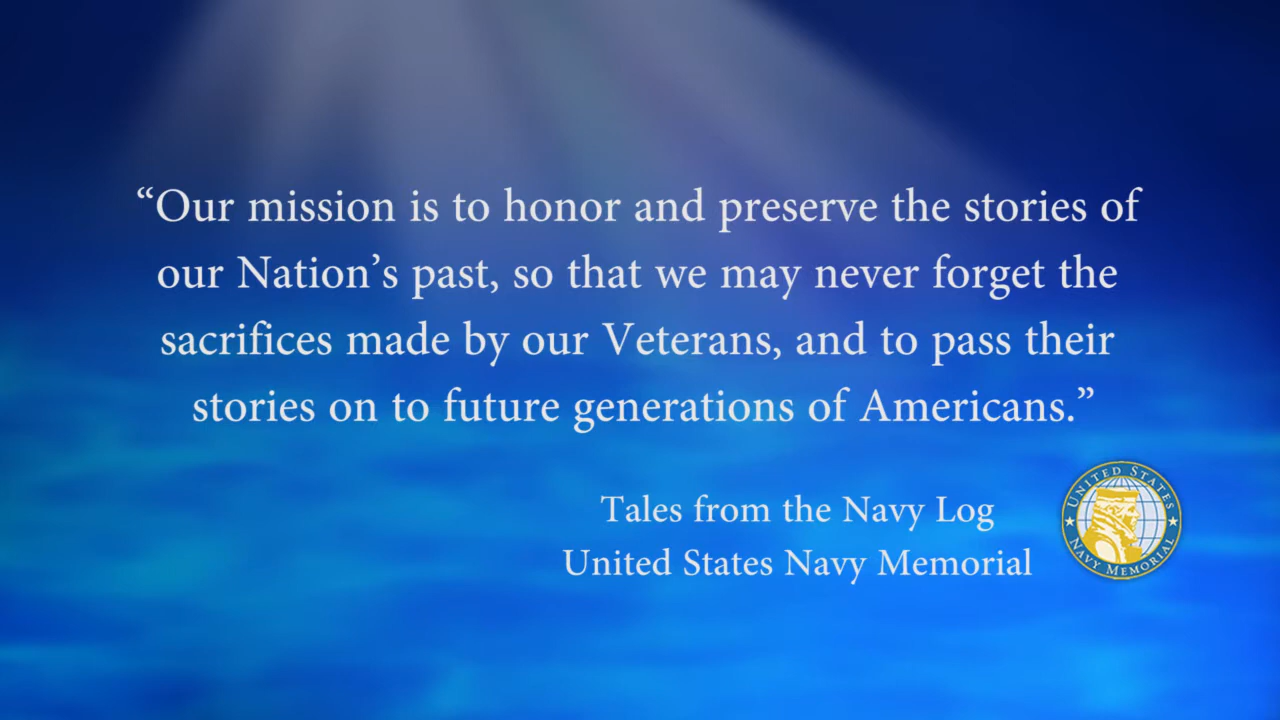 “Our mission is to honor and preserve the stories of
our Nation’s past, so that we may never forget the
sacrifices made by our Veterans, and to pass their
stories on to future generations of Americans.”
Tales from the Navy Log
United States Navy Memorial
UNITED STATES
NAVY MEMORIAL